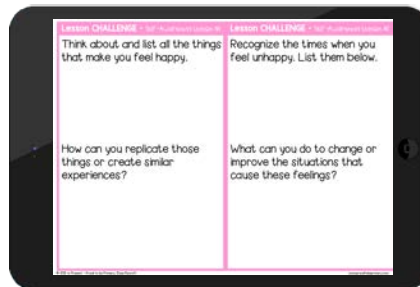 Lesson CHALLENGE
Think about and list all the things
that make you feel happy.
How can you replicate those
things or create similar
experiences?
Lesson CHALLENGE
Recognize the times when you
feel unhappy. List them below.
What can you do to change or
improve the situations that
cause these feelings?